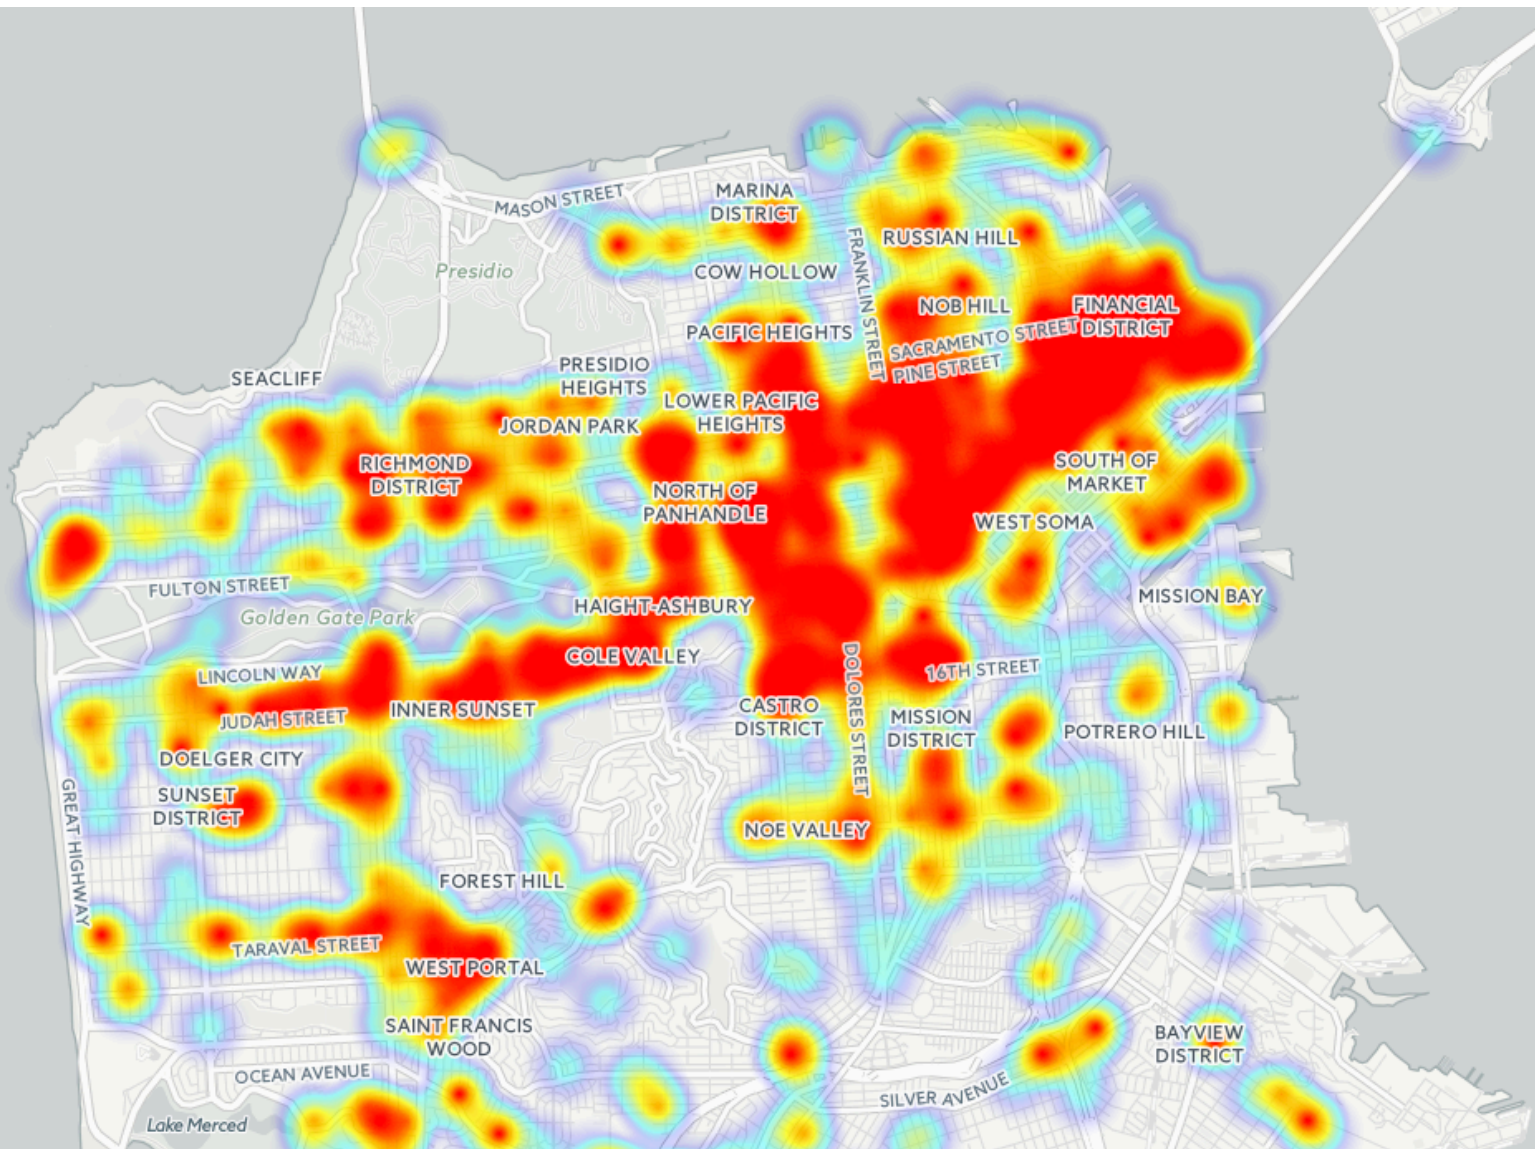 MARINA
DISTRICT
MASON STREET
FRANKLIN STREET
RUSSIAN HILL
Presidio
COW HOLLOW
NOB HILL
FINANCIAL
DISTRICT
PACIFIC HEIGHTS
SACRAMENTO STREET
PINE STREET
PRESIDIO
HEIGHTS
SEACLIFF
LOWER PACIFIC
HEIGHTS
JORDAN PARK
RICHMOND
DISTRICT
SOUTH OF
MARKET
NORTH OF
PANHANDLE
WEST SOMA
FULTON STREET
MISSION BAY
Golden Gate Park
HAIGHT-ASHBURY
COLE VALLEY
DOLORES STREET
16TH STREET
LINCOLN WAY
INNER SUNSET
JUDAH STREET
CASTRO
DISTRICT
MISSION
DISTRICT
POTRERO HILL
DOELGER CITY
GREAT HIGHWAY
SUNSET
DISTRICT
NOE VALLEY
FOREST HILL
TARAVAL STREET
WEST PORTAL
SAINT FRANCIS
WOOD
BAYVIEW
DISTRICT
OCEAN AVENUE
SILVER AVENUE
Lake Merced